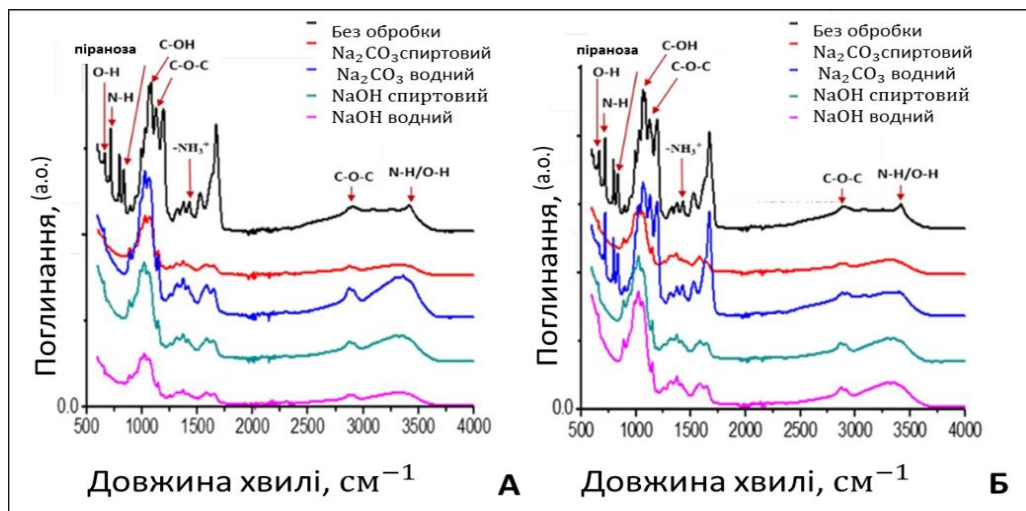 Без обробки
Na₂CO₃спиртовий
Na₂CO₃ водний
NaOH спиртовий
NaOH водний
піраноза
C-OH
C-O-C
O-H
N-H
-NH₃⁺
C-O-C
N-H/O-H
Поглинання, (a.o.)
0.0
500 1000 1500 2000 2500 3000 3500 4000
Довжина хвилі, см⁻¹
А
Без обробки
Na₂CO₃спиртовий
Na₂CO₃ водний
NaOH спиртовий
NaOH водний
піраноза
C-OH
C-O-C
O-H
N-H
-NH₃⁺
C-O-C
N-H/O-H
Поглинання, (a.o.)
0.0
500 1000 1500 2000 2500 3000 3500 4000
Довжина хвилі, см⁻¹
Б